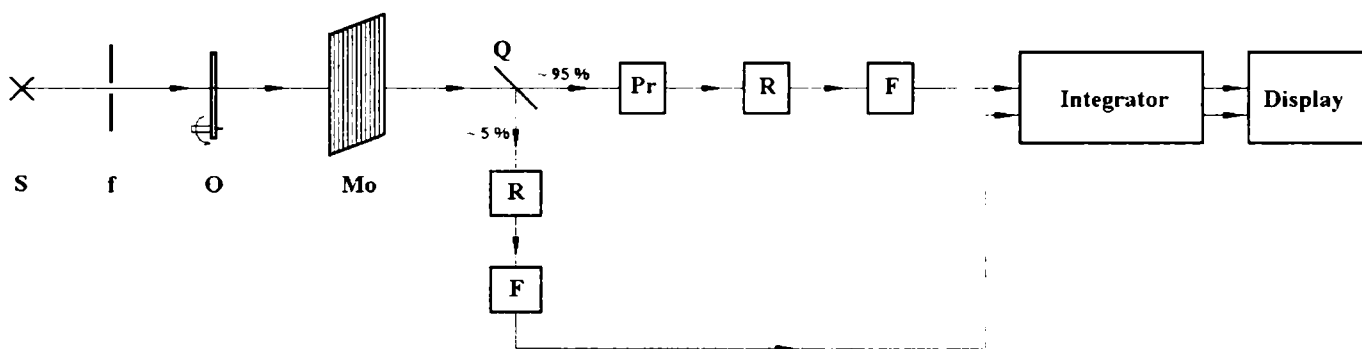 Q
~ 95 %
Pr
R
F
Integrator
Display
~ 5 %
S
f
O
Mo
R
F